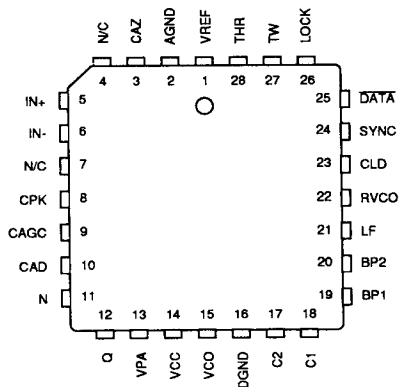 N/C CAZ AGND VREF THR TW LOCK
4 3 2 1 28 27 26
IN+ 5 25 DATA
IN- 6 24 SYNC
N/C 7 23 CLD
CPK 8 22 RVCO
CAGC 9 21 LF
CAD 10 20 BP2
N 11 19 BP1
12 13 14 15 16 17 18
Q VPA VCC VCO DGND C2 C1